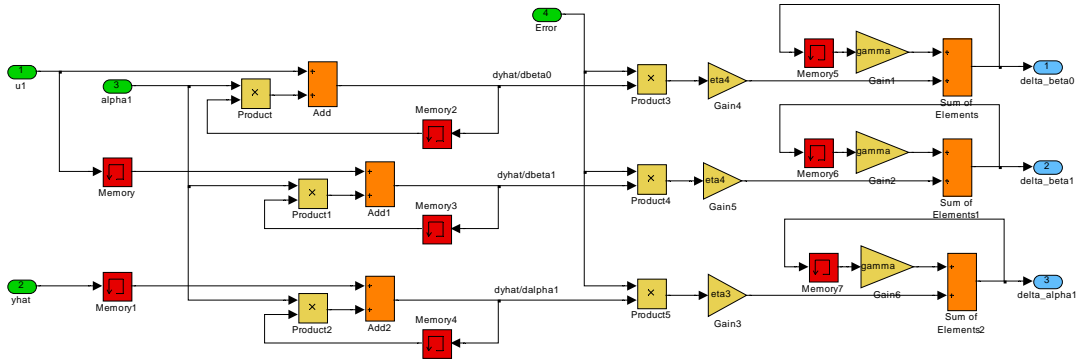 4
Error
gamma
Memory5
Gain1
1
u1
3
alpha1
×
Product
+
+
Add
dyhat/dbeta0
Memory2
×
Product3
eta4
Gain4
+
+
Sum of
Elements
1
delta_beta0
Memory
×
Product1
+
+
Add1
dyhat/dbeta1
Memory3
×
Product4
eta4
Gain5
gamma
Memory6
Gain2
+
+
Sum of
Elements1
2
delta_beta1
2
yhat
Memory1
×
Product2
+
+
Add2
dyhat/dalpha1
Memory4
×
Product5
eta3
Gain3
gamma
Memory7
Gain6
+
+
Sum of
Elements2
3
delta_alpha1